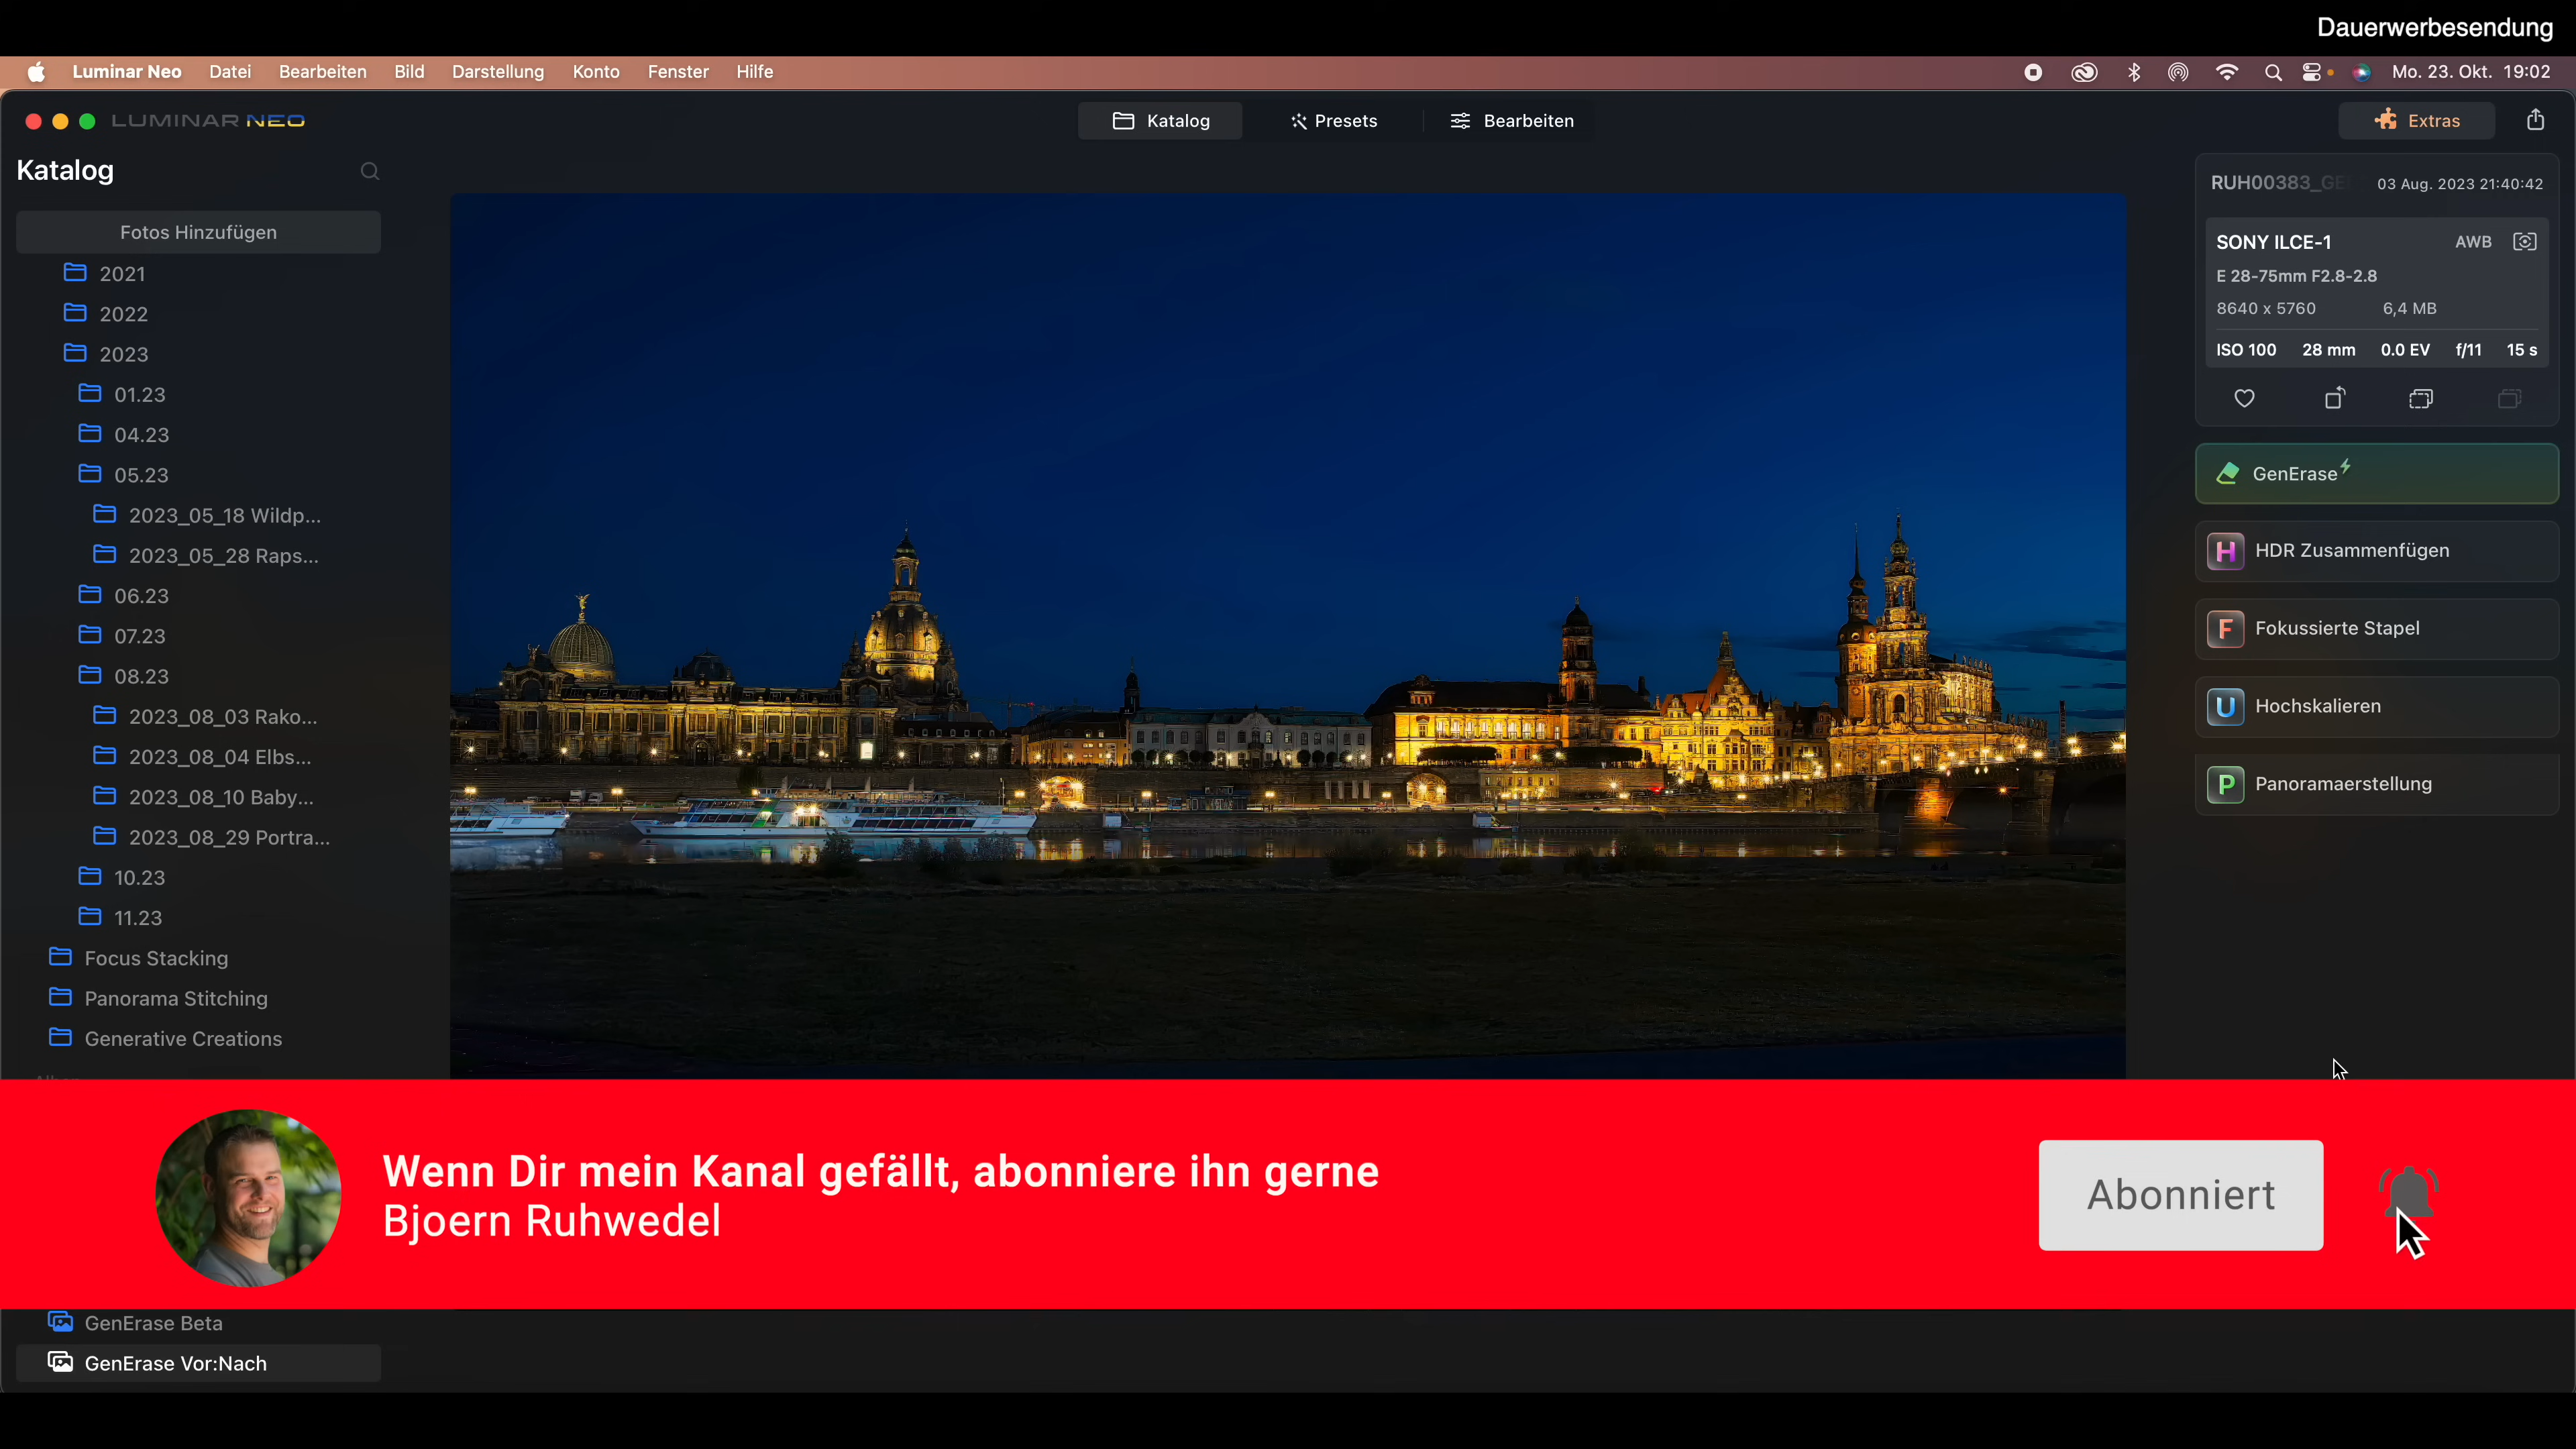 Dauerwerbesendung
Luminar Neo Datei Bearbeiten Bild Darstellung Konto Fenster Hilfe
Mo. 23. Okt. 19:02
LUMINAR NEO
Katalog Presets Bearbeiten
Extras
Katalog
Fotos Hinzufügen
2021
2022
2023
01.23
04.23
05.23
2023_05_18 Wildp...
2023_05_28 Raps...
06.23
07.23
08.23
2023_08_03 Rako...
2023_08_04 Elbs...
2023_08_10 Baby...
2023_08_29 Portra...
10.23
11.23
Focus Stacking
Panorama Stitching
Generative Creations
RUH00383_GE 03 Aug. 2023 21:40:42
SONY ILCE-1 AWB
E 28-75mm F2.8-2.8
8640 x 5760 6,4 MB
ISO 100 28 mm 0.0 EV f/11 15 s
GenErase
H HDR Zusammenfügen
F Fokussierte Stapel
U Hochskalieren
P Panoramaerstellung
Wenn Dir mein Kanal gefällt, abonniere ihn gerne
Bjoern Ruhwedel
Abonniert
GenErase Beta
GenErase Vor:Nach